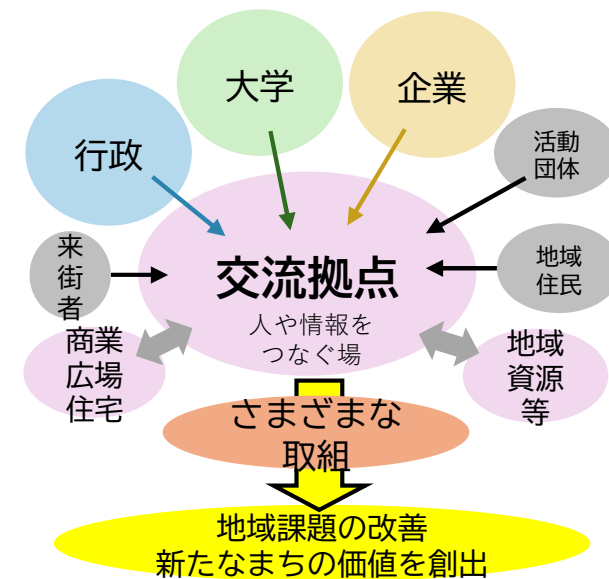 大学
企業
行政
活動
団体
来
街
者
交流拠点
人や情報を
つなぐ場
地域
住民
商業
広場
住宅
地域
資源
等
さまざまな
取組
地域課題の改善
新たなまちの価値を創出